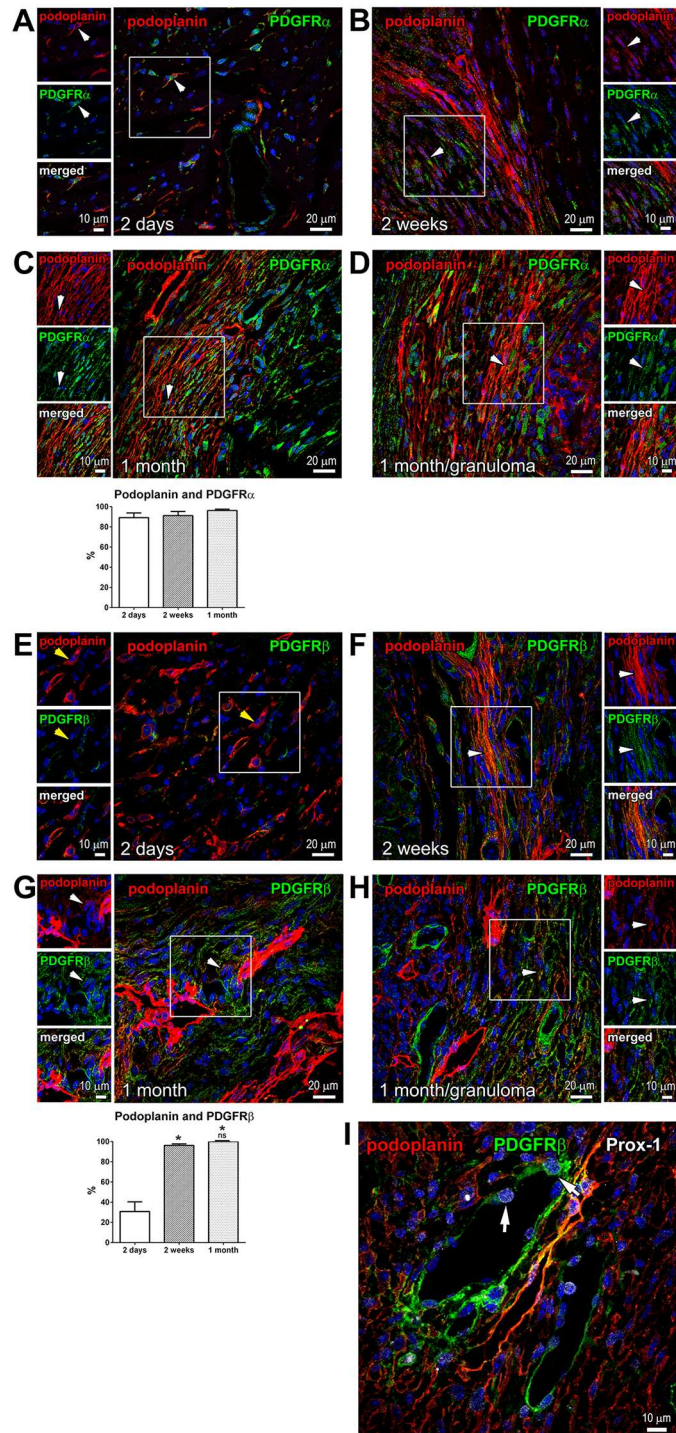 A
podoplanin
PDGFRα
merged
10 µm
podoplanin PDGFRα
2 days
20 µm
B
podoplanin PDGFRα
2 weeks
20 µm
podoplanin
PDGFRα
merged
10 µm
C
podoplanin
PDGFRα
merged
10 µm
podoplanin PDGFRα
1 month
20 µm
D
podoplanin PDGFRα
1 month/granuloma
20 µm
podoplanin
PDGFRα
merged
10 µm
Podoplanin and PDGFRα
%
100
80
60
40
20
0
2 days 2 weeks 1 month
E
podoplanin
PDGFRβ
merged
10 µm
podoplanin PDGFRβ
2 days
20 µm
F
podoplanin PDGFRβ
2 weeks
20 µm
podoplanin
PDGFRβ
merged
10 µm
G
podoplanin
PDGFRβ
merged
10 µm
podoplanin PDGFRβ
1 month
20 µm
H
podoplanin PDGFRβ
1 month/granuloma
20 µm
podoplanin
PDGFRβ
merged
10 µm
Podoplanin and PDGFRβ
%
100
80
60
40
20
0
*
*
ns
2 days 2 weeks 1 month
I
podoplanin PDGFRβ Prox-1
10 µm